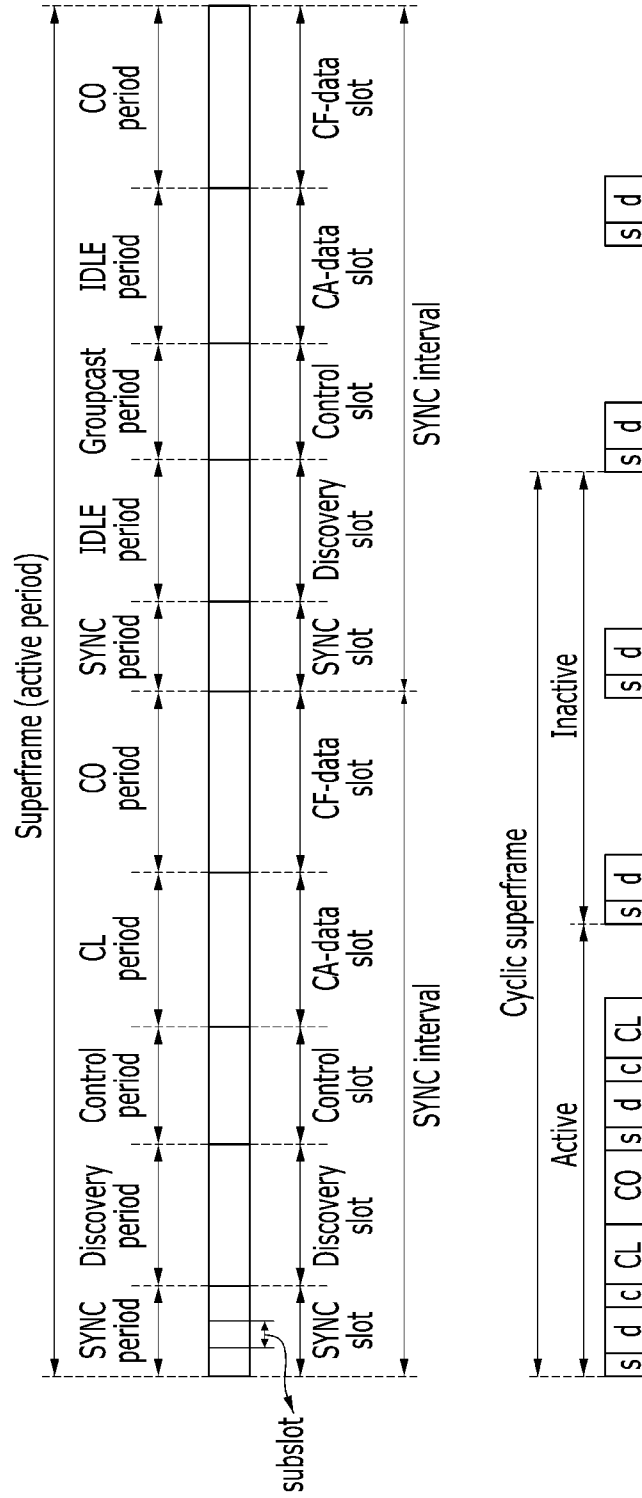 Superframe (active period)
SYNC period
Discovery period
Control period
CL period
CO period
SYNC period
IDLE period
Groupcast period
IDLE period
CO period
subslot
SYNC slot
Discovery slot
Control slot
CA-data slot
CF-data slot
SYNC slot
Discovery slot
Control slot
CA-data slot
CF-data slot
SYNC interval
SYNC interval
Cyclic superframe
Active
Inactive
s d c CL CO s d c CL s d s d s d s d